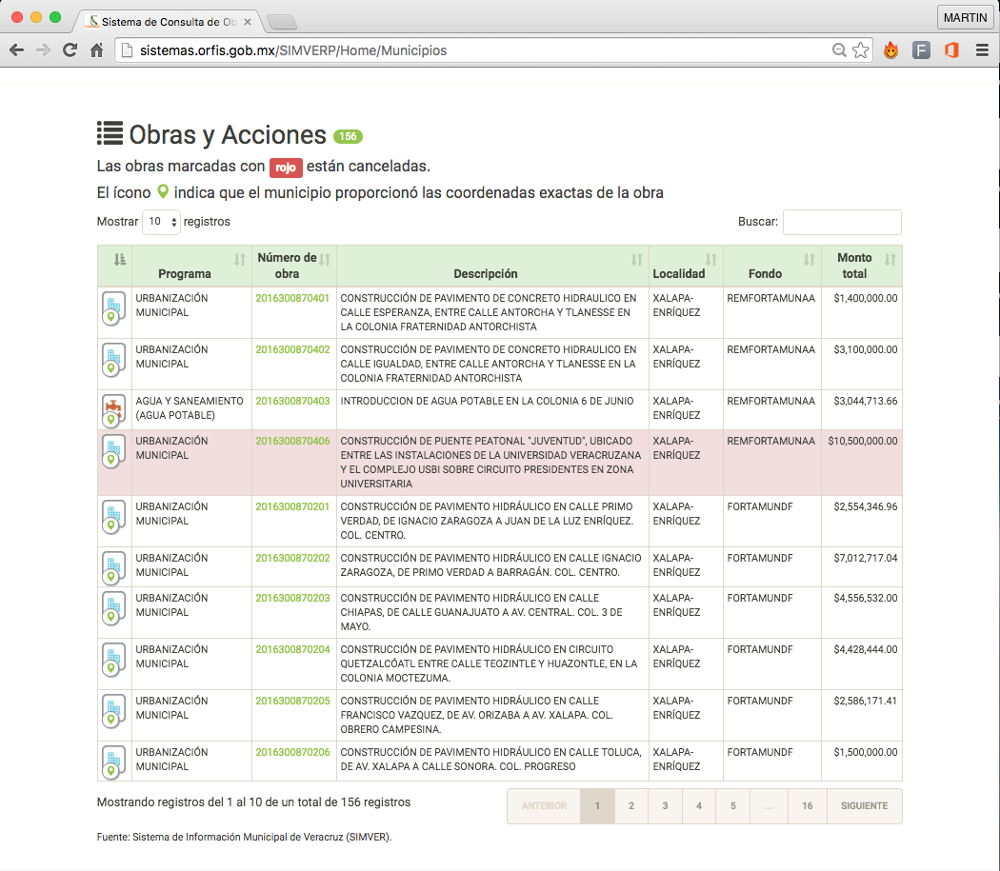 Sistema de Consulta de Ob
MARTIN
sistemas.orfis.gob.mx/SIMVERP/Home/Municipios
F
Obras y Acciones 156
Las obras marcadas con rojo están canceladas.
El ícono indica que el municipio proporcionó las coordenadas exactas de la obra
Mostrar 10 registros
Buscar:
Programa Número de obra Descripción Localidad Fondo Monto total
URBANIZACIÓN MUNICIPAL 2016300870401 CONSTRUCCIÓN DE PAVIMENTO DE CONCRETO HIDRAULICO EN CALLE ESPERANZA, ENTRE CALLE ANTORCHA Y TLANESSE EN LA COLONIA FRATERNIDAD ANTORCHISTA XALAPA-ENRÍQUEZ REMFORTAMUNAA $1,400,000.00
URBANIZACIÓN MUNICIPAL 2016300870402 CONSTRUCCIÓN DE PAVIMENTO DE CONCRETO HIDRAULICO EN CALLE IGUALDAD, ENTRE CALLE ANTORCHA Y TLANESSE EN LA COLONIA FRATERNIDAD ANTORCHISTA XALAPA-ENRÍQUEZ REMFORTAMUNAA $3,100,000.00
AGUA Y SANEAMIENTO (AGUA POTABLE) 2016300870403 INTRODUCCION DE AGUA POTABLE EN LA COLONIA 6 DE JUNIO XALAPA-ENRÍQUEZ REMFORTAMUNAA $3,044,713.66
URBANIZACIÓN MUNICIPAL 2016300870406 CONSTRUCCIÓN DE PUENTE PEATONAL "JUVENTUD", UBICADO ENTRE LAS INSTALACIONES DE LA UNIVERSIDAD VERACRUZANA Y EL COMPLEJO USBI SOBRE CIRCUITO PRESIDENTES EN ZONA UNIVERSITARIA XALAPA-ENRÍQUEZ REMFORTAMUNAA $10,500,000.00
URBANIZACIÓN MUNICIPAL 2016300870201 CONSTRUCCIÓN DE PAVIMENTO HIDRÁULICO EN CALLE PRIMO VERDAD, DE IGNACIO ZARAGOZA A JUAN DE LA LUZ ENRÍQUEZ. COL. CENTRO. XALAPA-ENRÍQUEZ FORTAMUNDF $2,554,346.96
URBANIZACIÓN MUNICIPAL 2016300870202 CONSTRUCCIÓN DE PAVIMENTO HIDRÁULICO EN CALLE IGNACIO ZARAGOZA, DE PRIMO VERDAD A BARRAGÁN. COL. CENTRO. XALAPA-ENRÍQUEZ FORTAMUNDF $7,012,717.04
URBANIZACIÓN MUNICIPAL 2016300870203 CONSTRUCCIÓN DE PAVIMENTO HIDRÁULICO EN CALLE CHIAPAS, DE CALLE GUANAJUATO A AV. CENTRAL. COL. 3 DE MAYO. XALAPA-ENRÍQUEZ FORTAMUNDF $4,556,532.00
URBANIZACIÓN MUNICIPAL 2016300870204 CONSTRUCCIÓN DE PAVIMENTO HIDRÁULICO EN CIRCUITO QUETZALCÓATL ENTRE CALLE TEOZINTLE Y HUAZONTLE, EN LA COLONIA MOCTEZUMA. XALAPA-ENRÍQUEZ FORTAMUNDF $4,428,444.00
URBANIZACIÓN MUNICIPAL 2016300870205 CONSTRUCCIÓN DE PAVIMENTO HIDRÁULICO EN CALLE FRANCISCO VAZQUEZ, DE AV. ORIZABA A AV. XALAPA. COL. OBRERO CAMPESINA. XALAPA-ENRÍQUEZ FORTAMUNDF $2,586,171.41
URBANIZACIÓN MUNICIPAL 2016300870206 CONSTRUCCIÓN DE PAVIMENTO HIDRÁULICO EN CALLE TOLUCA, DE AV. XALAPA A CALLE SONORA. COL. PROGRESO XALAPA-ENRÍQUEZ FORTAMUNDF $1,500,000.00
Mostrando registros del 1 al 10 de un total de 156 registros
ANTERIOR 1 2 3 4 5 ... 16 SIGUIENTE
Fuente: Sistema de Información Municipal de Veracruz (SIMVER).